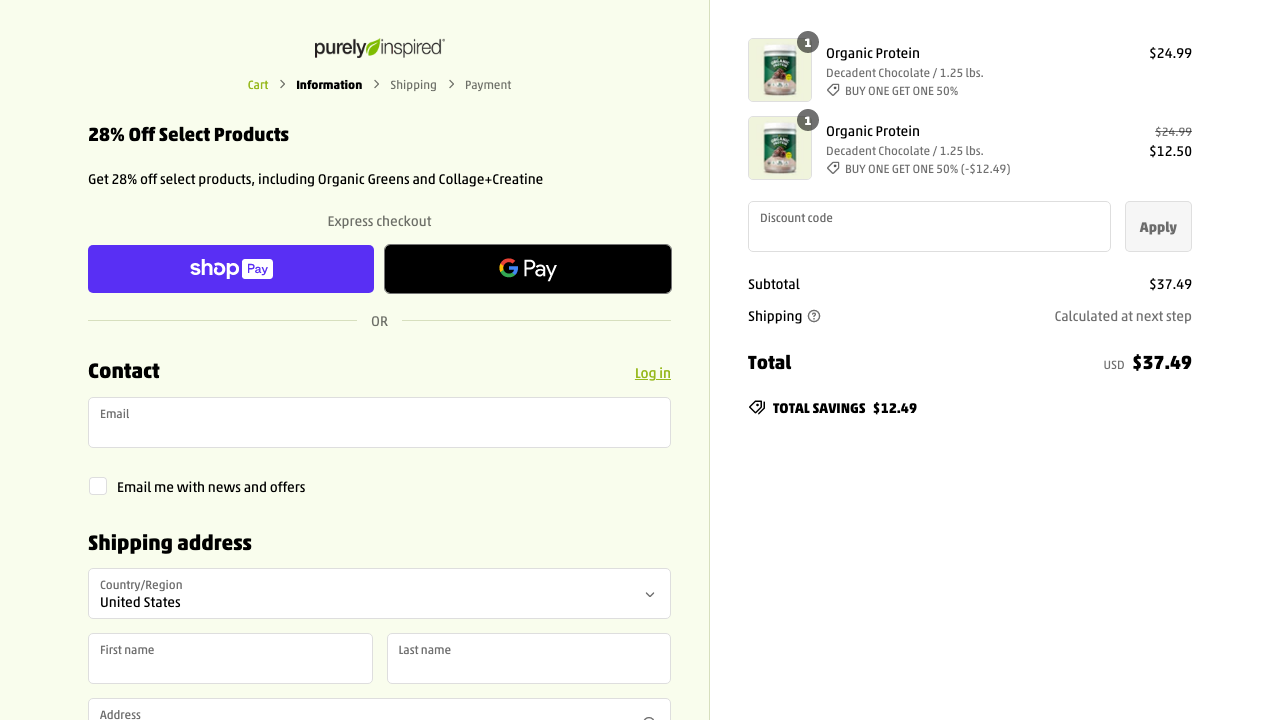 purely inspired
Cart > Information > Shipping > Payment
28% Off Select Products
Get 28% off select products, including Organic Greens and Collage+Creatine
Express checkout
shop Pay
G Pay
OR
Contact
Log in
Email
Email me with news and offers
Shipping address
Country/Region
United States
First name
Last name
Address
1
Organic Protein
$24.99
Decadent Chocolate / 1.25 lbs.
BUY ONE GET ONE 50%
1
Organic Protein
$24.99
Decadent Chocolate / 1.25 lbs.
$12.50
BUY ONE GET ONE 50% (-$12.49)
Discount code
Apply
Subtotal
$37.49
Shipping
Calculated at next step
Total
USD $37.49
TOTAL SAVINGS $12.49